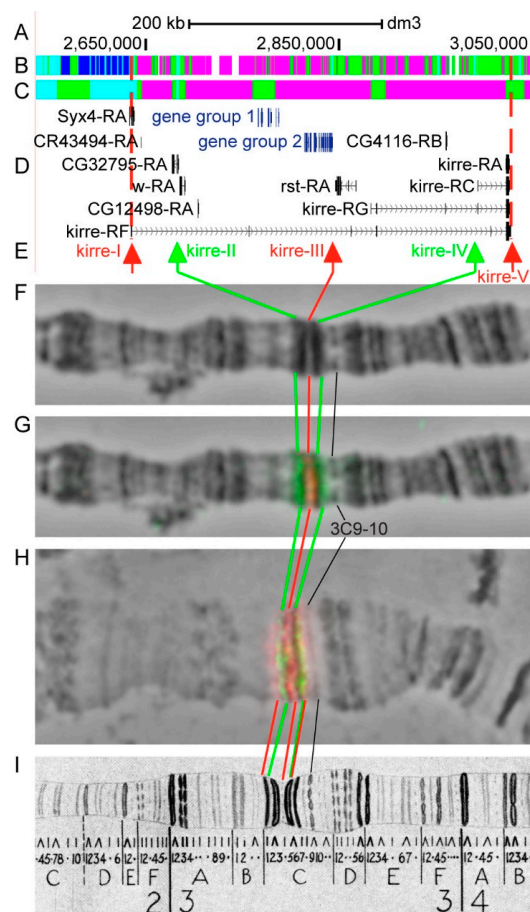 A 200 kb dm3
2,650,000 2,850,000 3,050,000
B
C
Syx4-RA gene group 1
CR43494-RA gene group 2 CG4116-RB
D CG32795-RA kirre-RA
w-RA rst-RA kirre-RC
CG12498-RA kirre-RG
kirre-RF
E kirre-I kirre-II kirre-III kirre-IV kirre-V
F
G
3C9-10
H
I
C D E F A B C D E F A B
2 3 3 4